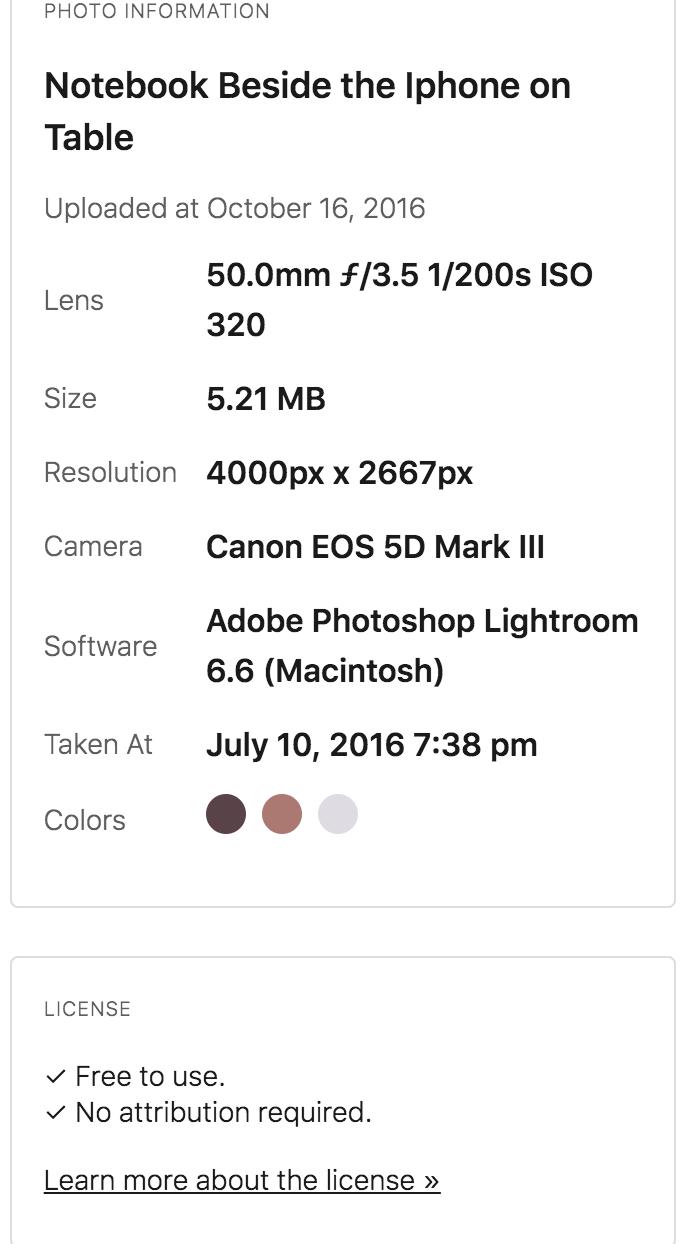 PHOTO INFORMATION
Notebook Beside the Iphone on
Table
Uploaded at October 16, 2016
Lens 50.0mm ƒ/3.5 1/200s ISO
320
Size 5.21 MB
Resolution 4000px x 2667px
Camera Canon EOS 5D Mark III
Software Adobe Photoshop Lightroom
6.6 (Macintosh)
Taken At July 10, 2016 7:38 pm
Colors
LICENSE
✓ Free to use.
✓ No attribution required.
Learn more about the license »